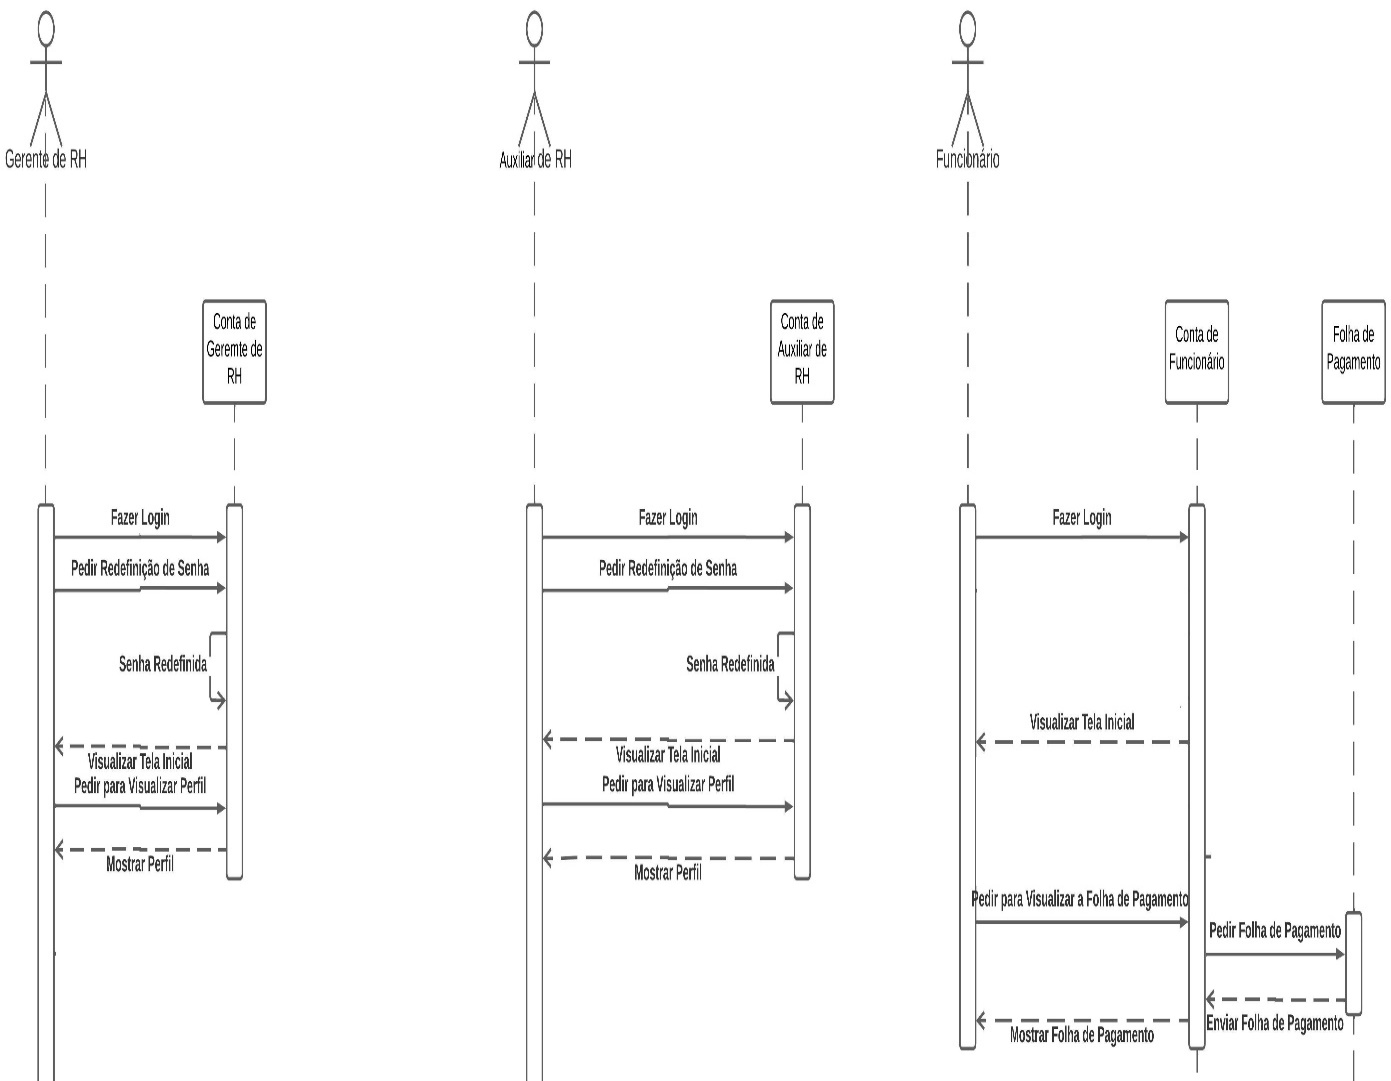 Gerente de RH
Auxiliar de RH
Funcionário
Conta de
Geremte de
RH
Conta de
Auxiliar de
RH
Conta de
Funcionário
Folha de
Pagamento
Fazer Login
Fazer Login
Fazer Login
Pedir Redefinição de Senha
Pedir Redefinição de Senha
Senha Redefinida
Senha Redefinida
Visualizar Tela Inicial
Visualizar Tela Inicial
Visualizar Tela Inicial
Pedir para Visualizar Perfil
Pedir para Visualizar Perfil
Mostrar Perfil
Mostrar Perfil
Pedir para Visualizar a Folha de Pagamento
Pedir Folha de Pagamento
Enviar Folha de Pagamento
Mostrar Folha de Pagamento